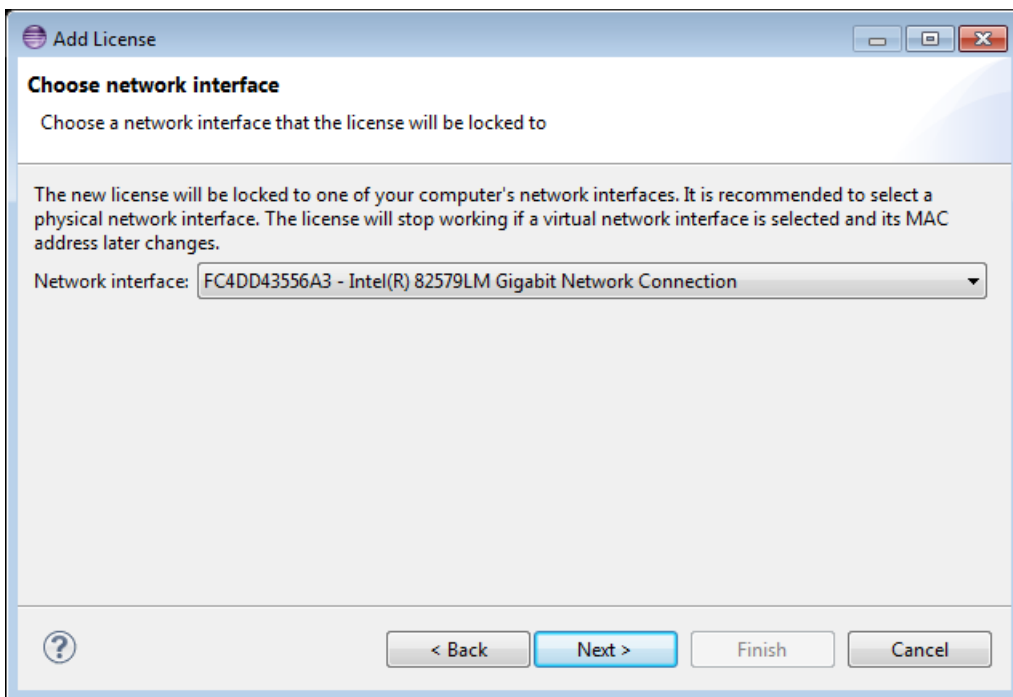 Add License
Choose network interface
Choose a network interface that the license will be locked to
The new license will be locked to one of your computer's network interfaces. It is recommended to select a
physical network interface. The license will stop working if a virtual network interface is selected and its MAC
address later changes.
Network interface: FC4DD43556A3 - Intel(R) 82579LM Gigabit Network Connection
? < Back Next > Finish Cancel